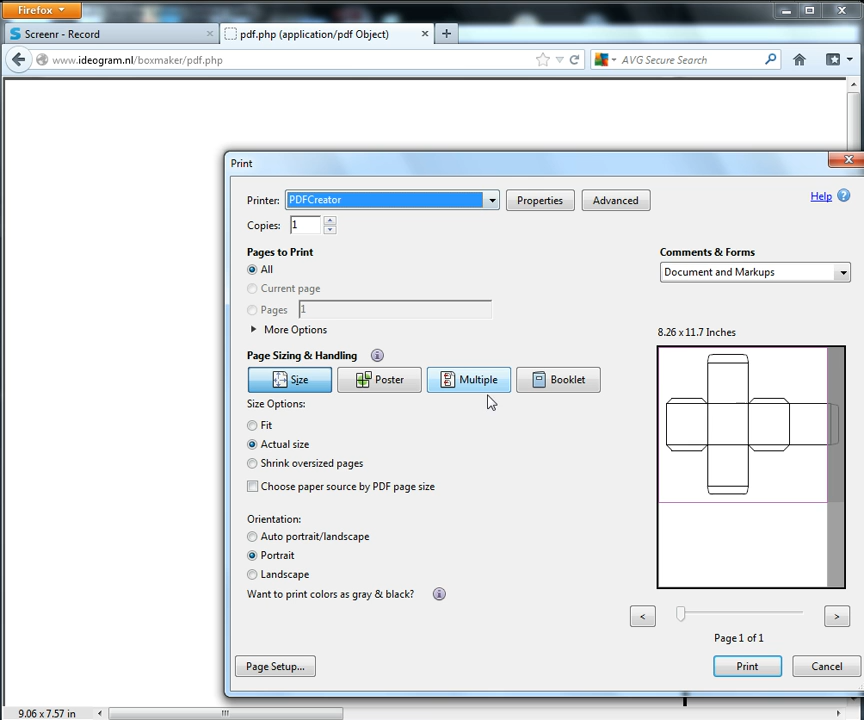 Firefox
Screenr - Record
pdf.php (application/pdf Object)
www.ideogram.nl/boxmaker/pdf.php
AVG Secure Search
Print
Printer: PDFCreator Properties Advanced Help
Copies: 1
Pages to Print Comments & Forms
All Document and Markups
Current page
Pages 1
More Options
8.26 x 11.7 Inches
Page Sizing & Handling
Size Poster Multiple Booklet
Size Options:
Fit
Actual size
Shrink oversized pages
Choose paper source by PDF page size
Orientation:
Auto portrait/landscape
Portrait
Landscape
Want to print colors as gray & black?
< >
Page 1 of 1
Page Setup... Print Cancel
9.06 x 7.57 in